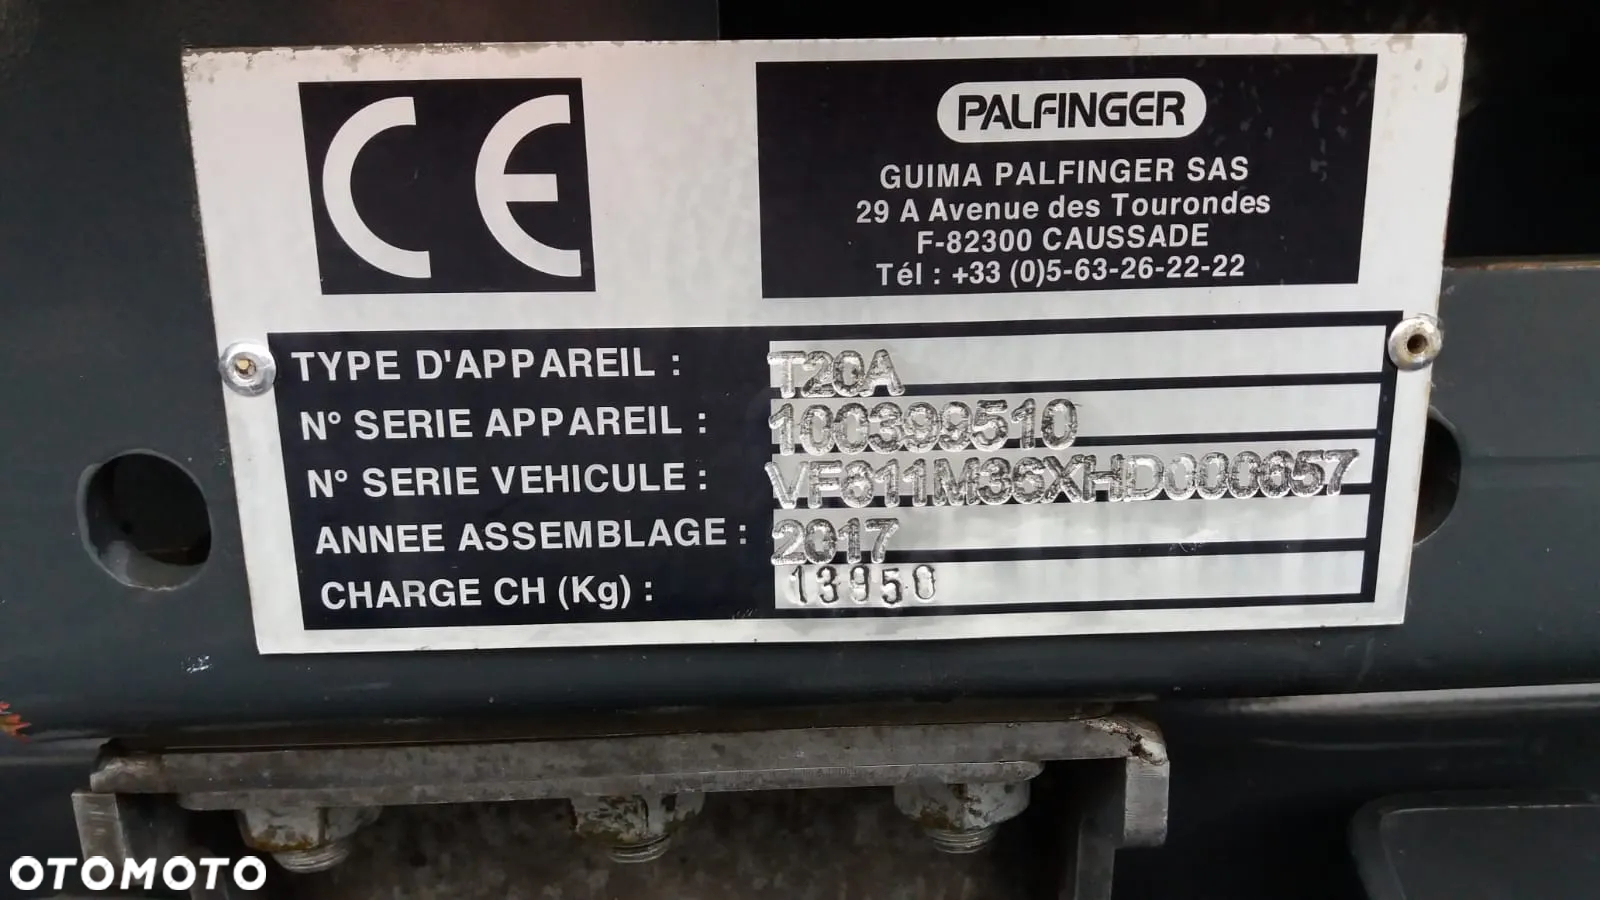 CE
PALFINGER
GUIMA PALFINGER SAS
29 A Avenue des Tourondes
F-82300 CAUSSADE
Tél : +33 (0)5-63-26-22-22
TYPE D'APPAREIL : T20A
N° SERIE APPAREIL : 100399510
N° SERIE VEHICULE : VF611M36XHD000657
ANNEE ASSEMBLAGE : 2017
CHARGE CH (Kg) : 13950
OTOMOTO